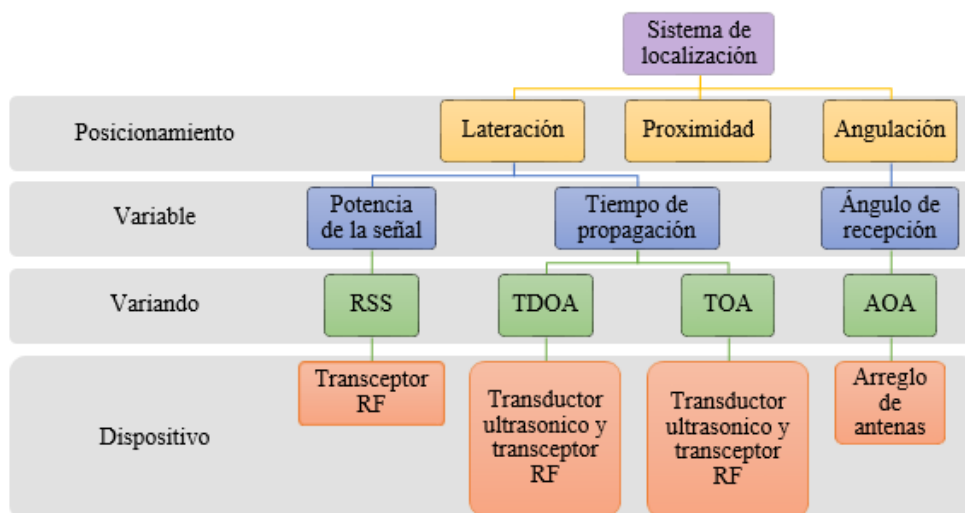 Sistema de
localización
Posicionamiento
Lateración
Proximidad
Angulación
Variable
Potencia
de la señal
Tiempo de
propagación
Ángulo de
recepción
Variando
RSS
TDOA
TOA
AOA
Dispositivo
Transceptor
RF
Transductor
ultrasonico y
transceptor
RF
Transductor
ultrasonico y
transceptor
RF
Arreglo
de
antenas